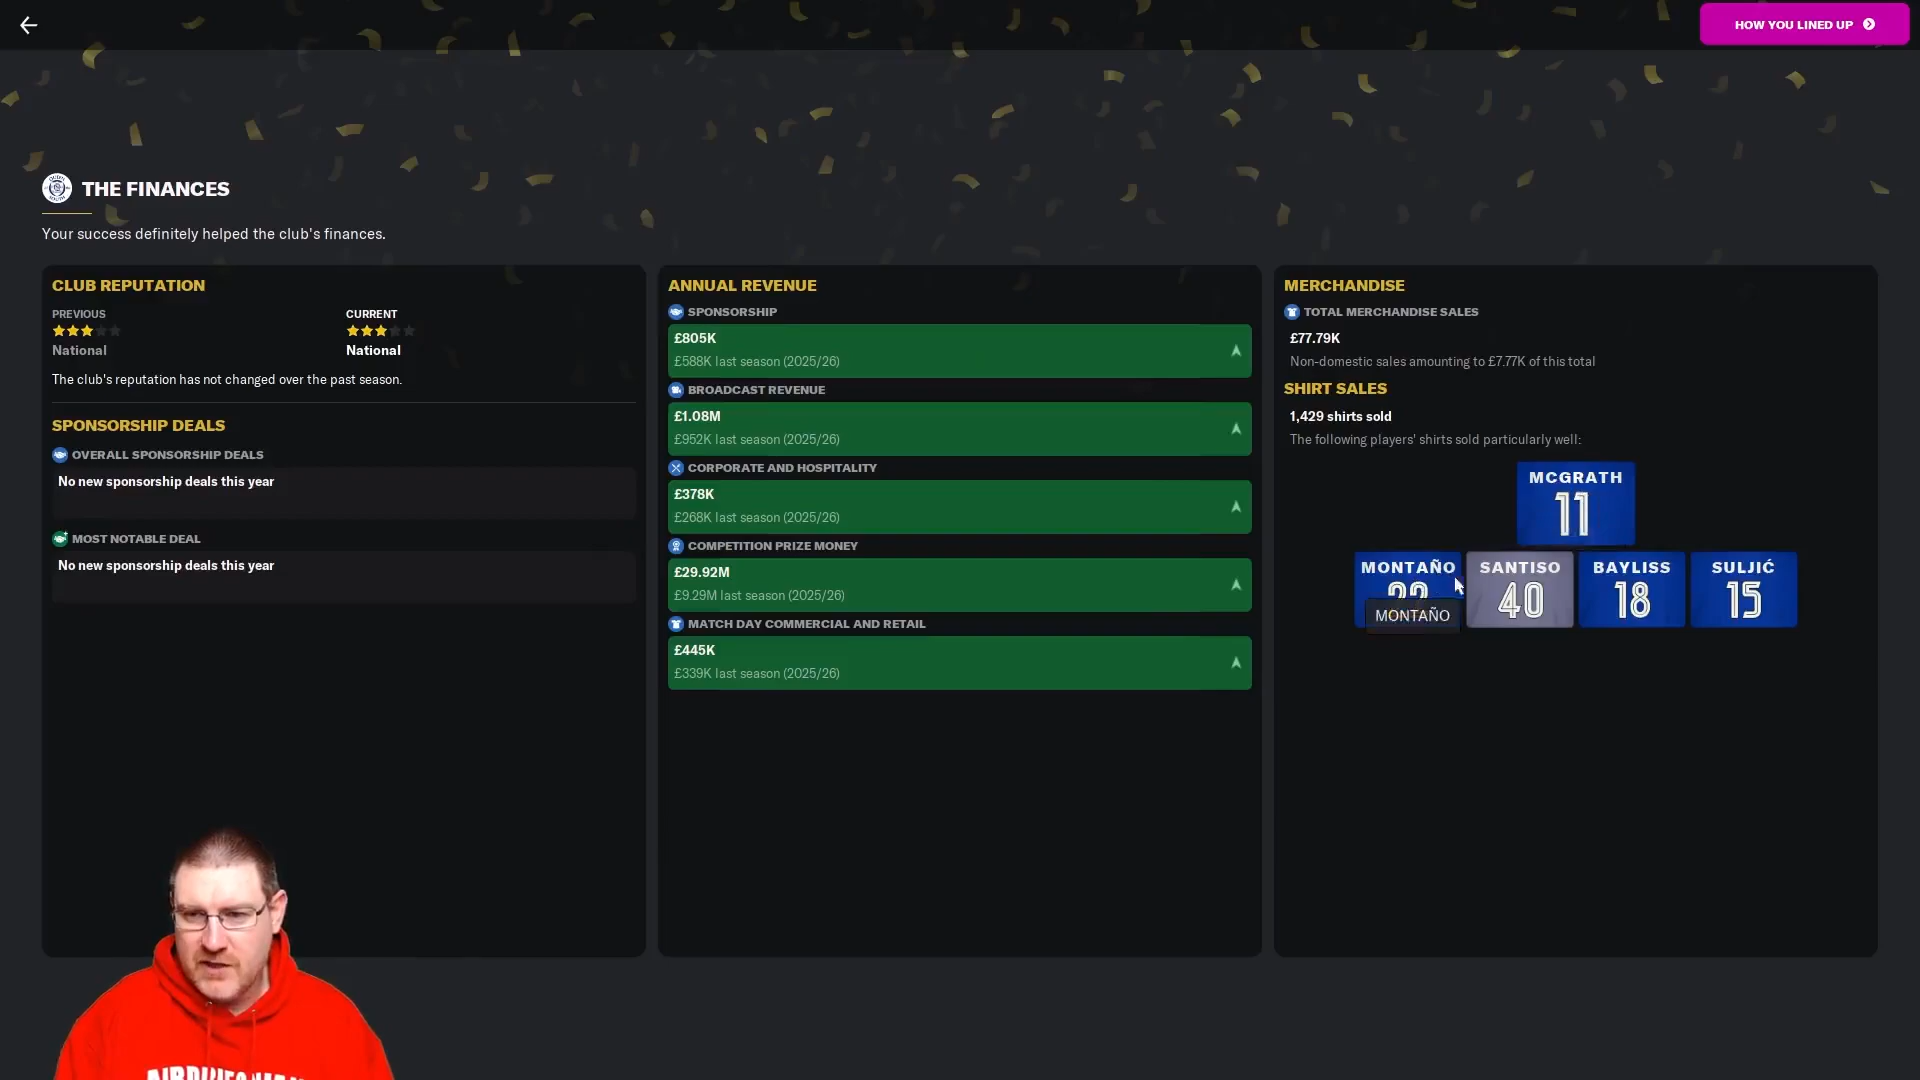 HOW YOU LINED UP
THE FINANCES
Your success definitely helped the club's finances.
CLUB REPUTATION
PREVIOUS
CURRENT
National
National
The club's reputation has not changed over the past season.
SPONSORSHIP DEALS
OVERALL SPONSORSHIP DEALS
No new sponsorship deals this year
MOST NOTABLE DEAL
No new sponsorship deals this year
ANNUAL REVENUE
SPONSORSHIP
£805K
£588K last season (2025/26)
BROADCAST REVENUE
£1.08M
£952K last season (2025/26)
CORPORATE AND HOSPITALITY
£378K
£268K last season (2025/26)
COMPETITION PRIZE MONEY
£29.92M
£9.29M last season (2025/26)
MATCH DAY COMMERCIAL AND RETAIL
£445K
£339K last season (2025/26)
MERCHANDISE
TOTAL MERCHANDISE SALES
£77.79K
Non-domestic sales amounting to £7.77K of this total
SHIRT SALES
1,429 shirts sold
The following players' shirts sold particularly well:
MCGRATH
11
MONTAÑO
MONTAÑO
SANTISO
40
BAYLISS
18
SULJIĆ
15